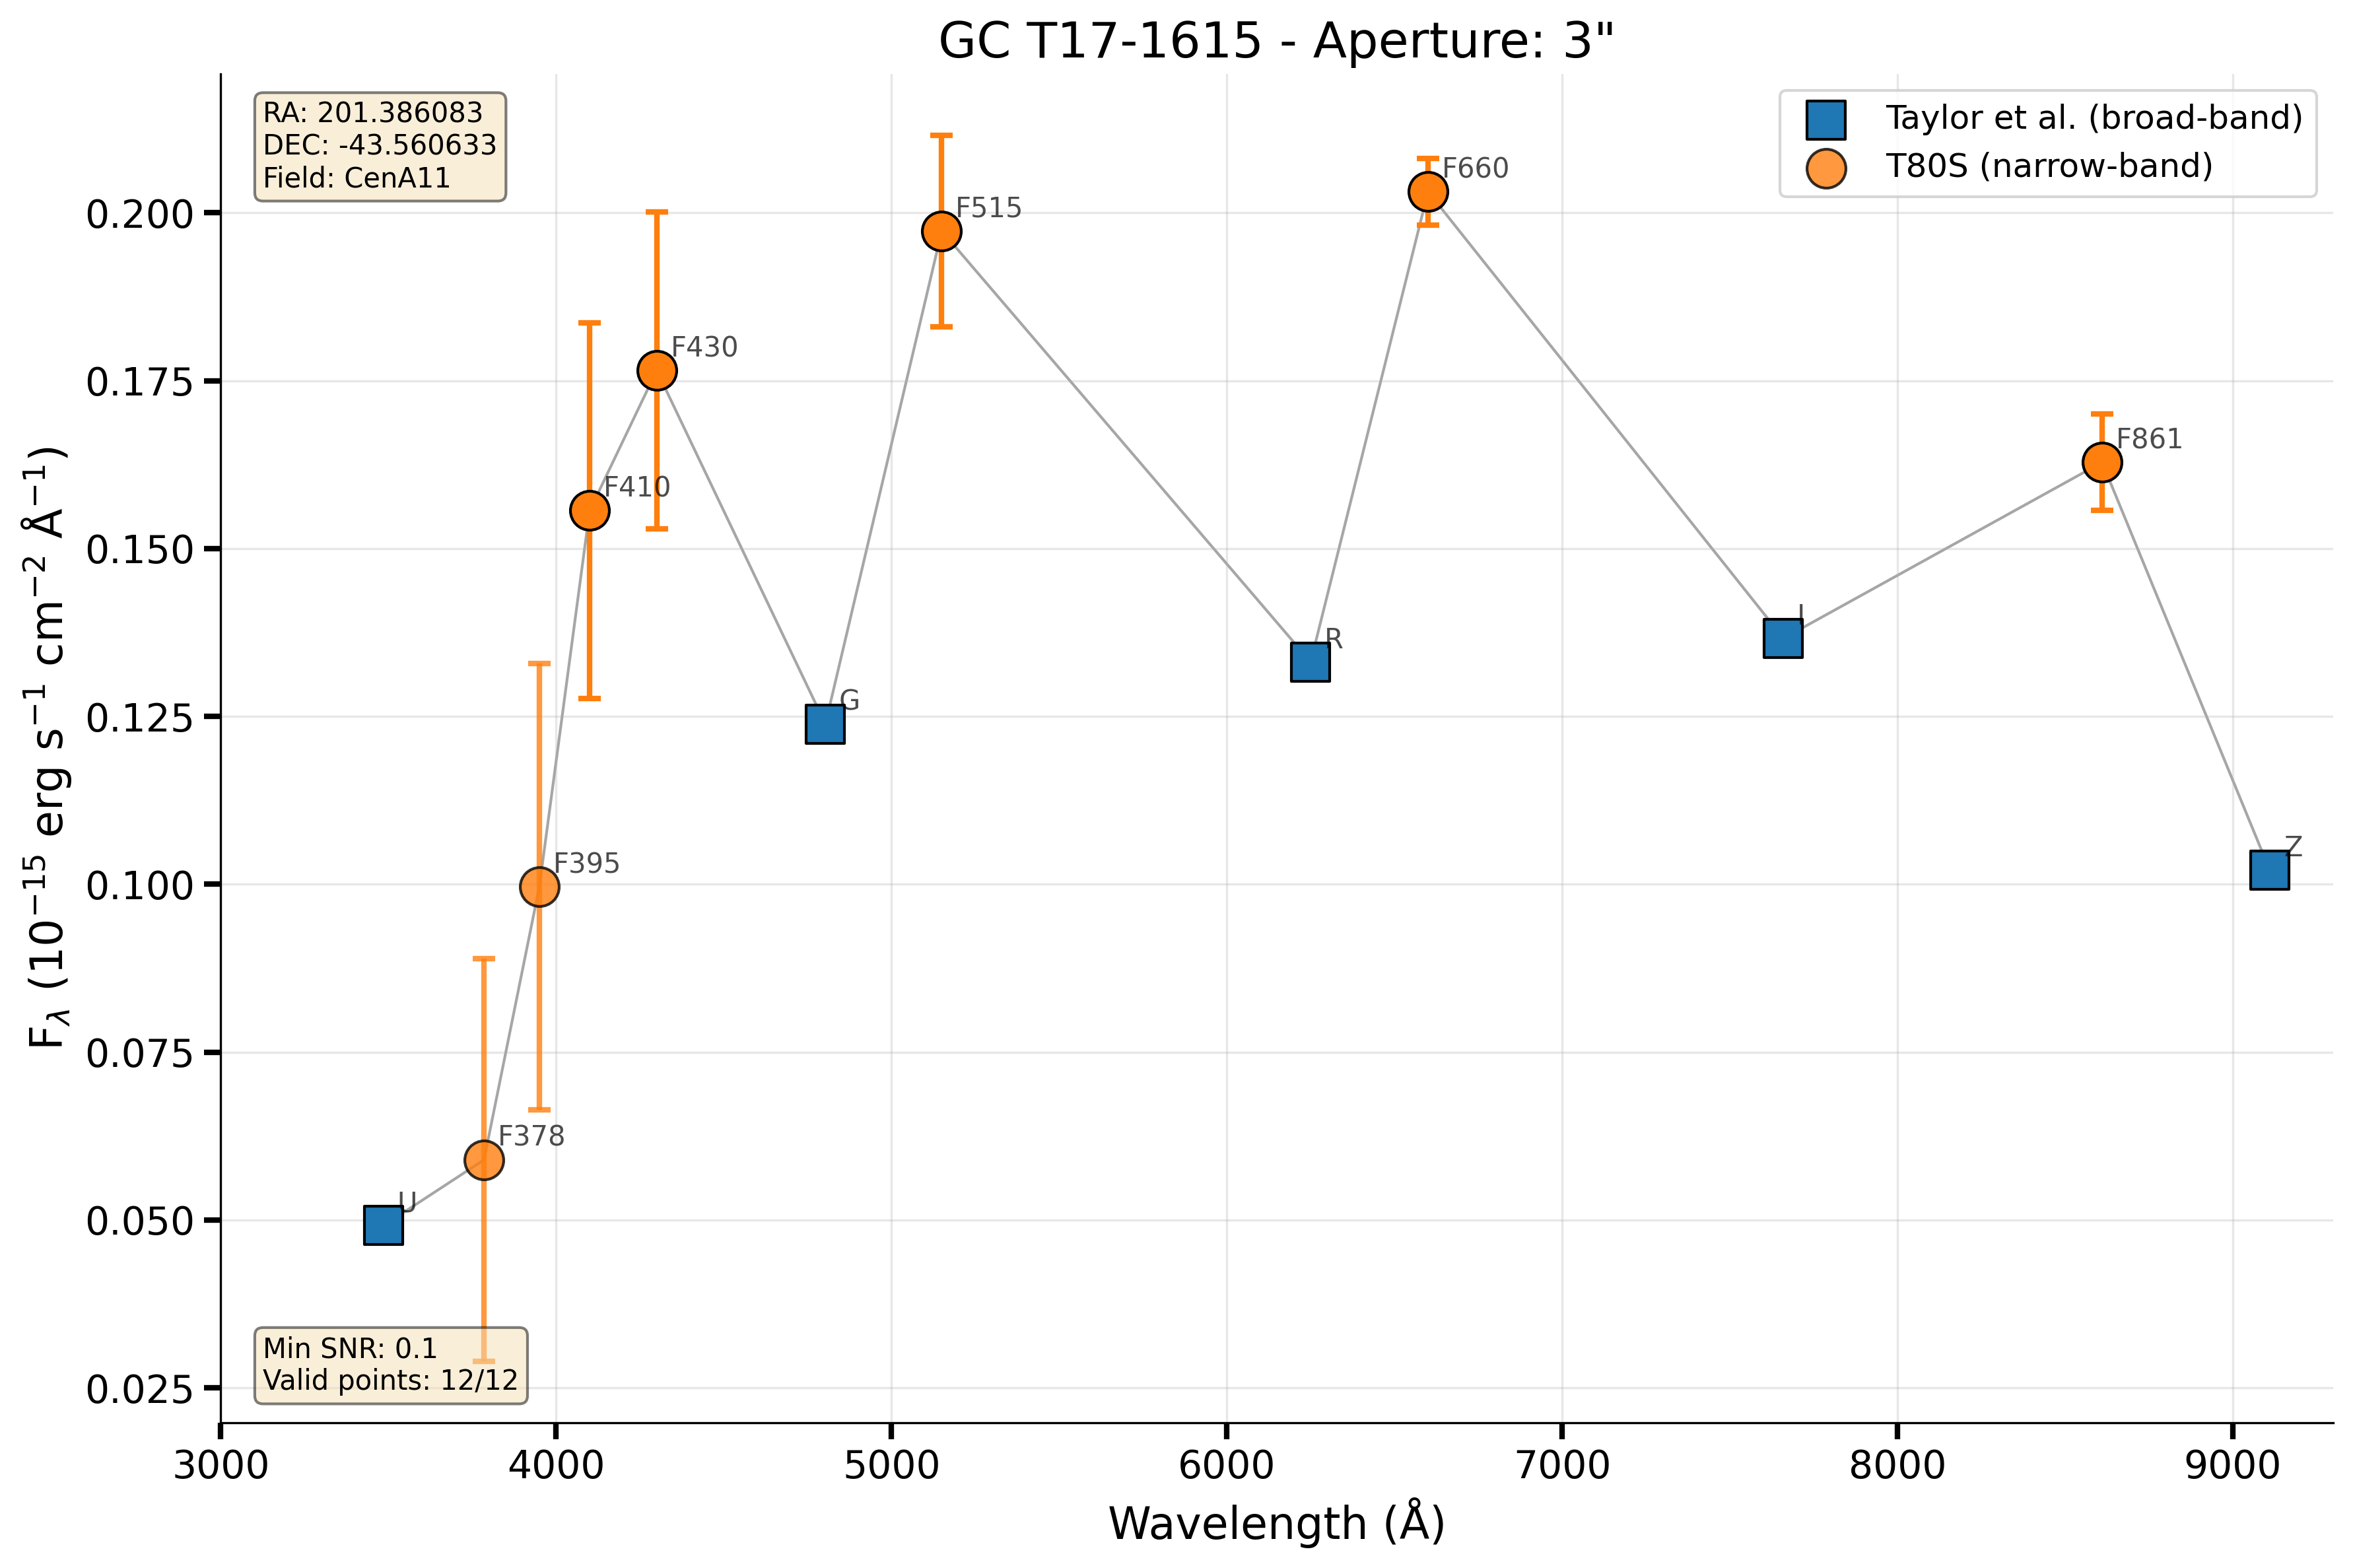 GC T17-1615 - Aperture: 3"
RA: 201.386083
DEC: -43.560633
Field: CenA11
Taylor et al. (broad-band)
T80S (narrow-band)
F660
F515
F430
F861
F410
I
R
G
F395
Z
F378
U
Min SNR: 0.1
Valid points: 12/12
0.200
0.175
0.150
0.125
0.100
0.075
0.050
0.025
F_λ (10⁻¹⁵ erg s⁻¹ cm⁻² Å⁻¹)
3000 4000 5000 6000 7000 8000 9000
Wavelength (Å)